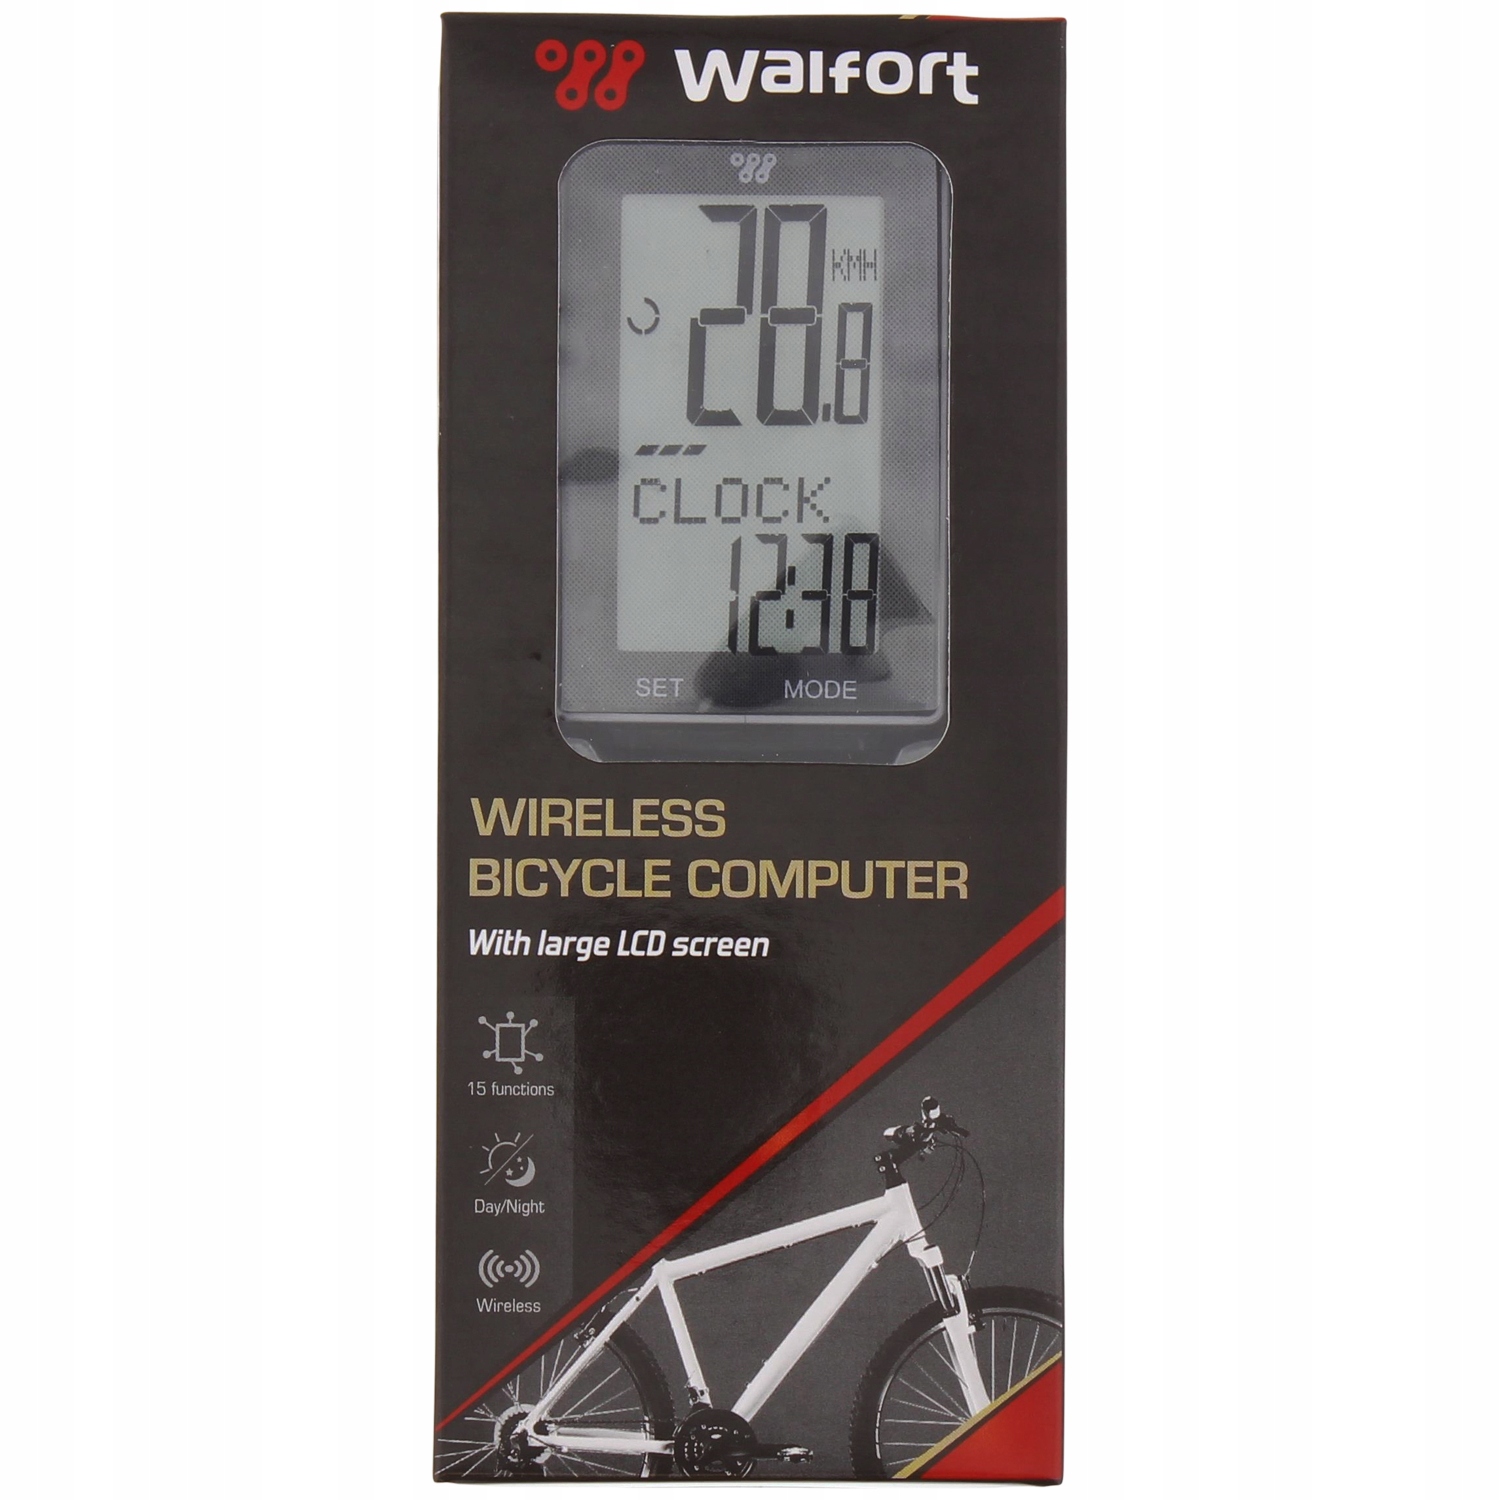 Walfort
28.8 KMH
CLOCK
12:38
SET MODE
WIRELESS
BICYCLE COMPUTER
With large LCD screen
15 functions
Day/Night
Wireless